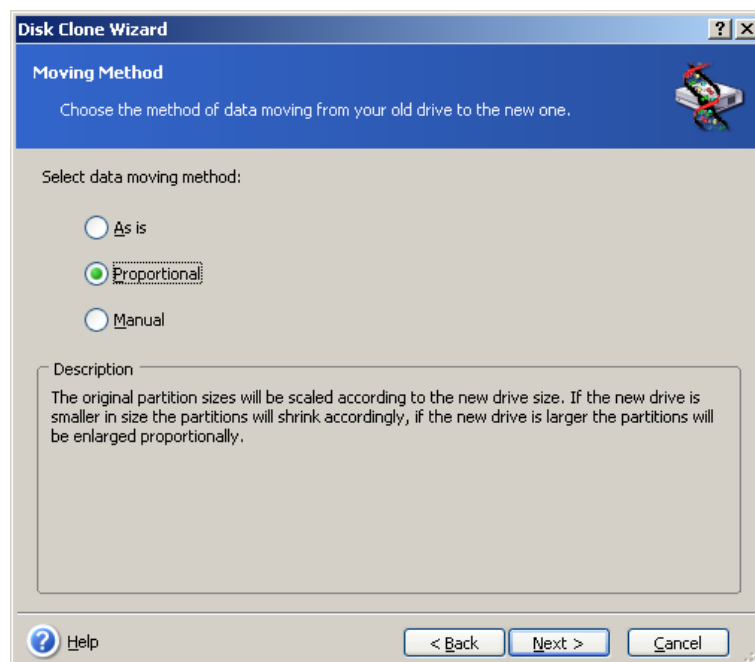 Disk Clone Wizard
Moving Method
Choose the method of data moving from your old drive to the new one.
Select data moving method:
As is
Proportional
Manual
Description
The original partition sizes will be scaled according to the new drive size. If the new drive is
smaller in size the partitions will shrink accordingly, if the new drive is larger the partitions will
be enlarged proportionally.
Help
< Back Next > Cancel